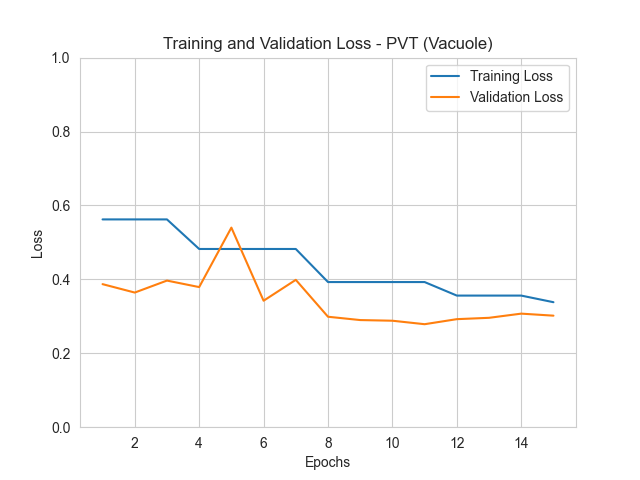 Training and Validation Loss - PVT (Vacuole)
Training Loss
Validation Loss
Loss
1.0
0.8
0.6
0.4
0.2
0.0
2 4 6 8 10 12 14
Epochs